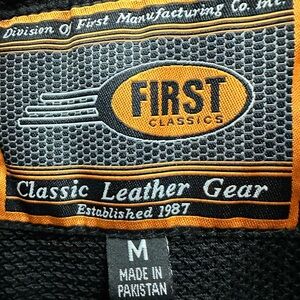 Division Of First Manufacturing Co. Inc.
FIRST
CLASSICS
Classic Leather Gear
Established 1987
M
MADE IN
PAKISTAN